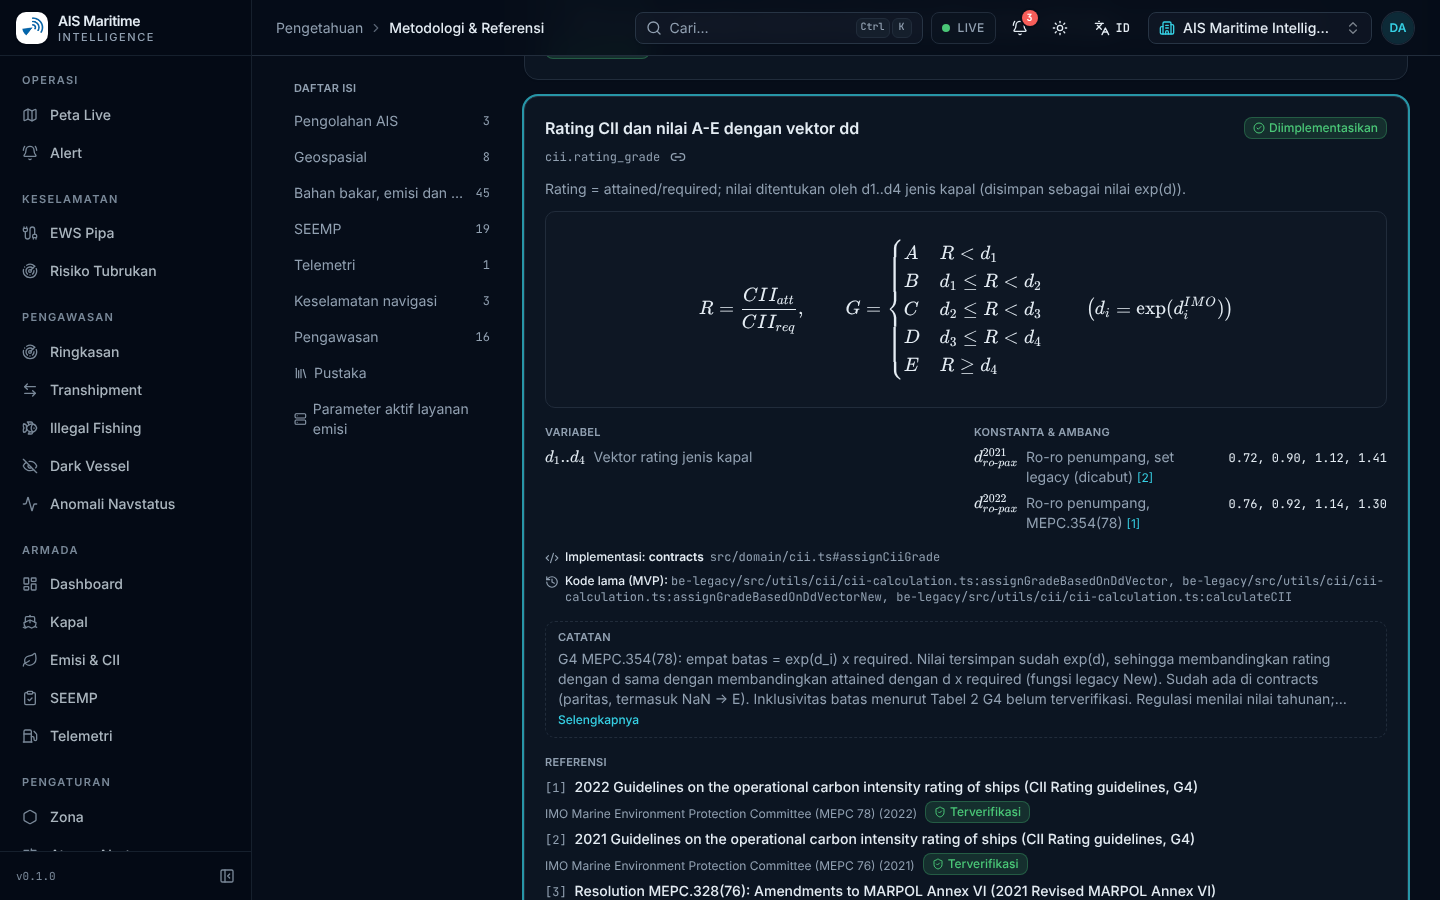 AIS Maritime
INTELLIGENCE
Pengetahuan > Metodologi & Referensi
Cari...
Ctrl K
LIVE
3
ID
AIS Maritime Intellig...
DA
OPERASI
Peta Live
Alert
KESELAMATAN
EWS Pipa
Risiko Tubrukan
PENGAWASAN
Ringkasan
Transhipment
Illegal Fishing
Dark Vessel
Anomali Navstatus
ARMADA
Dashboard
Kapal
Emisi & CII
SEEMP
Telemetri
PENGATURAN
Zona
v0.1.0
DAFTAR ISI
Pengolahan AIS 3
Geospasial 8
Bahan bakar, emisi dan ... 45
SEEMP 19
Telemetri 1
Keselamatan navigasi 3
Pengawasan 16
Pustaka
Parameter aktif layanan
emisi
Rating CII dan nilai A-E dengan vektor dd
Diimplementasikan
cii.rating_grade
Rating = attained/required; nilai ditentukan oleh d1..d4 jenis kapal (disimpan sebagai nilai exp(d)).
R = CII_att / CII_req,
G = {
A R < d₁
B d₁ ≤ R < d₂
C d₂ ≤ R < d₃
D d₃ ≤ R < d₄
E R ≥ d₄
(d_i = exp(d_i^IMO))
VARIABEL
d₁..d₄ Vektor rating jenis kapal
KONSTANTA & AMBANG
d_ro-pax^2021 Ro-ro penumpang, set legacy (dicabut) [2] 0.72, 0.90, 1.12, 1.41
d_ro-pax^2022 Ro-ro penumpang, MEPC.354(78) [1] 0.76, 0.92, 1.14, 1.30
Implementasi: contracts src/domain/cii.ts#assignCiiGrade
Kode lama (MVP): be-legacy/src/utils/cii/cii-calculation.ts:assignGradeBasedOnDdVector, be-legacy/src/utils/cii/cii-
calculation.ts:assignGradeBasedOnDdVectorNew, be-legacy/src/utils/cii/cii-calculation.ts:calculateCII
CATATAN
G4 MEPC.354(78): empat batas = exp(d_i) x required. Nilai tersimpan sudah exp(d), sehingga membandingkan rating
dengan d sama dengan membandingkan attained dengan d x required (fungsi legacy New). Sudah ada di contracts
(paritas, termasuk NaN → E). Inklusivitas batas menurut Tabel 2 G4 belum terverifikasi. Regulasi menilai nilai tahunan;...
Selengkapnya
REFERENSI
[1] 2022 Guidelines on the operational carbon intensity rating of ships (CII Rating guidelines, G4)
IMO Marine Environment Protection Committee (MEPC 78) (2022) Terverifikasi
[2] 2021 Guidelines on the operational carbon intensity rating of ships (CII Rating guidelines, G4)
IMO Marine Environment Protection Committee (MEPC 76) (2021) Terverifikasi
[3] Resolution MEPC.328(76): Amendments to MARPOL Annex VI (2021 Revised MARPOL Annex VI)